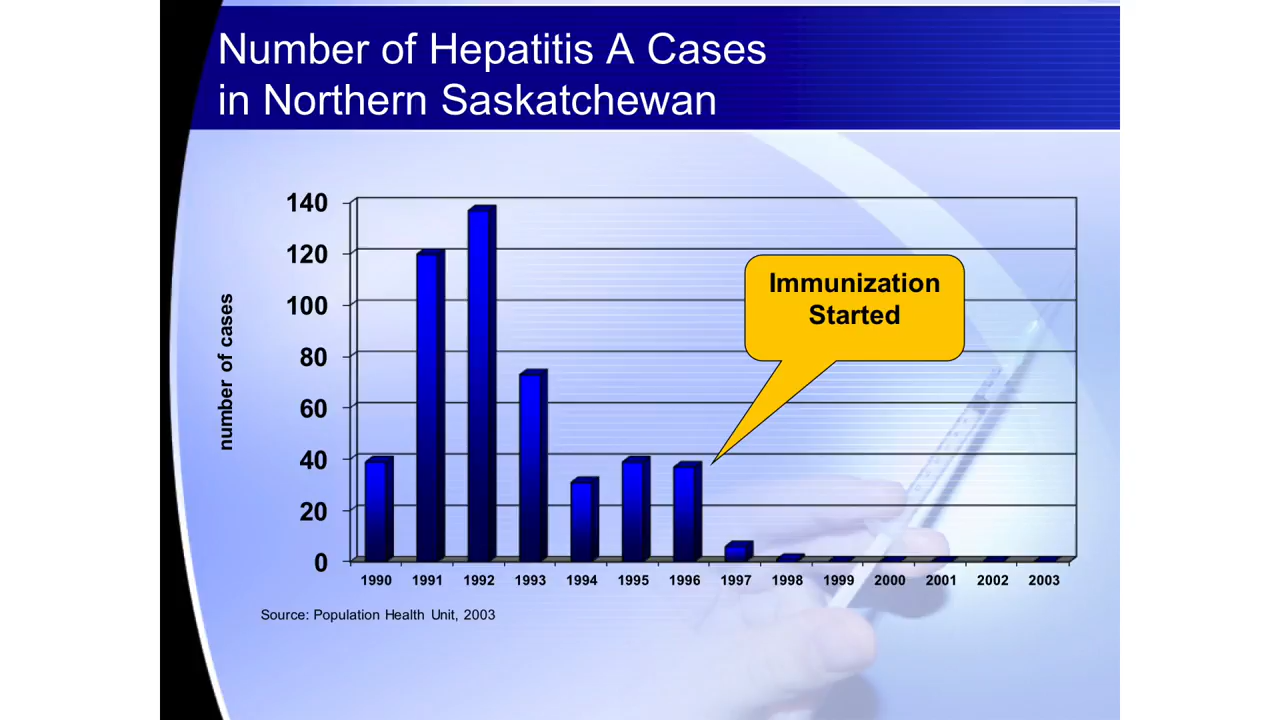 Number of Hepatitis A Cases
in Northern Saskatchewan
140
120
100
80
60
40
20
0
number of cases
Immunization
Started
1990 1991 1992 1993 1994 1995 1996 1997 1998 1999 2000 2001 2002 2003
Source: Population Health Unit, 2003